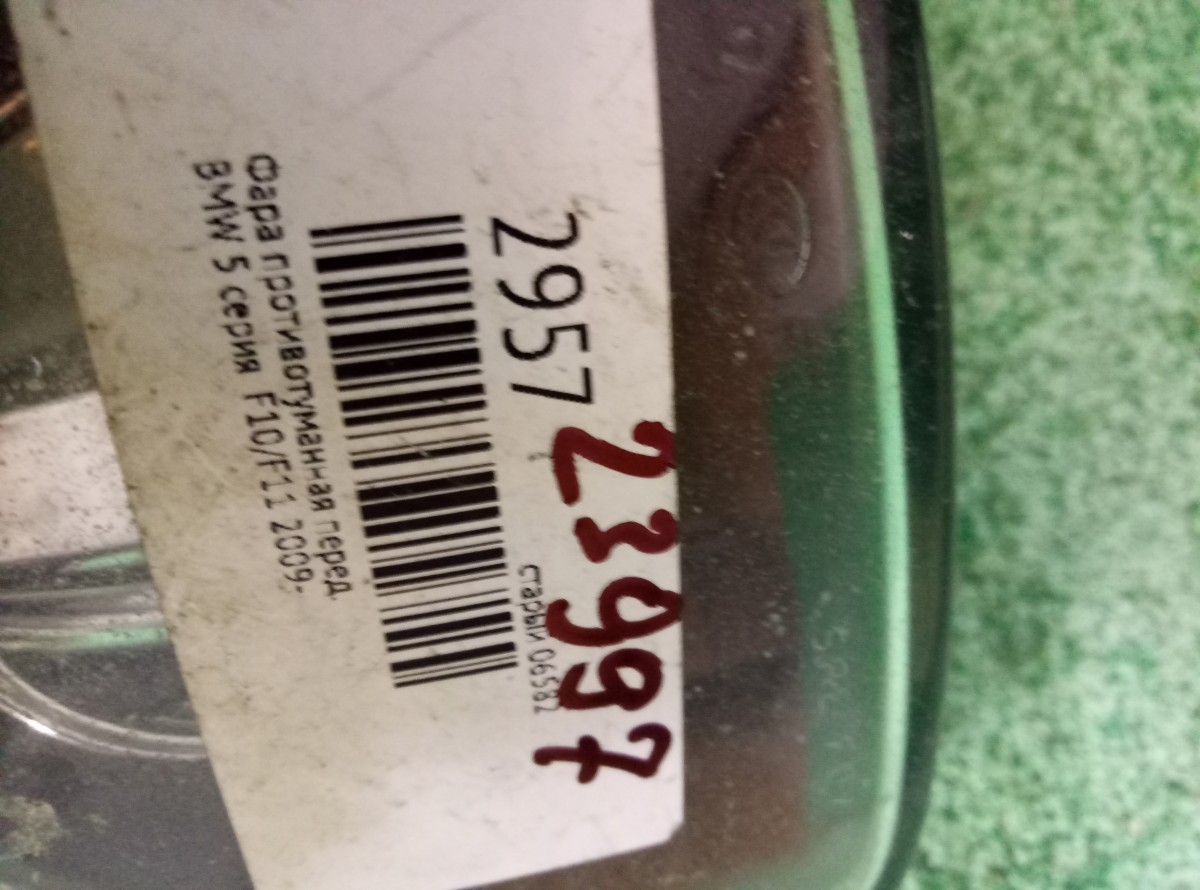 2957
23997
старый 06582
Фара противотуманная перед.
BMW 5 серия F10/F11 2009-